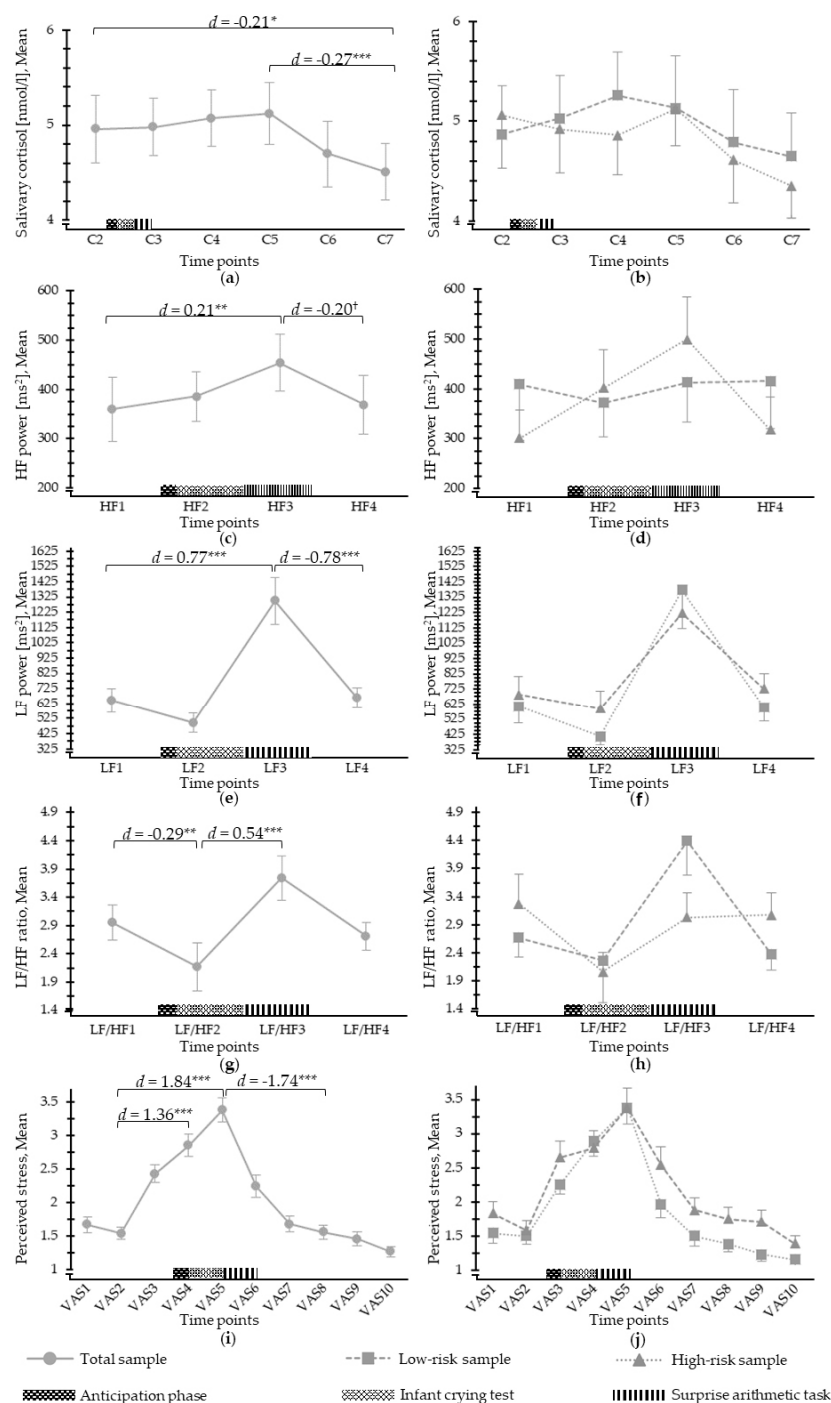 d = -0.21*
d = -0.27***
Salivary cortisol [nmol/l], Mean
6
5
4
C2 C3 C4 C5 C6 C7
Time points
(a)
Salivary cortisol [nmol/l], Mean
6
5
4
C2 C3 C4 C5 C6 C7
Time points
(b)
HF power [ms²], Mean
600
500
400
300
200
d = 0.21**
d = -0.20†
HF1 HF2 HF3 HF4
Time points
(c)
HF power [ms²], Mean
600
500
400
300
200
HF1 HF2 HF3 HF4
Time points
(d)
LF power [ms²], Mean
1625
1525
1425
1325
1225
1125
1025
925
825
725
625
525
425
325
d = 0.77***
d = -0.78***
LF1 LF2 LF3 LF4
Time points
(e)
LF power [ms²], Mean
1625
1525
1425
1325
1225
1125
1025
925
825
725
625
525
425
325
LF1 LF2 LF3 LF4
Time points
(f)
LF/HF ratio, Mean
4.9
4.4
3.9
3.4
2.9
2.4
1.9
1.4
d = -0.29**
d = 0.54***
LF/HF1 LF/HF2 LF/HF3 LF/HF4
Time points
(g)
LF/HF ratio, Mean
4.9
4.4
3.9
3.4
2.9
2.4
1.9
1.4
LF/HF1 LF/HF2 LF/HF3 LF/HF4
Time points
(h)
Perceived stress, Mean
3.5
3
2.5
2
1.5
1
d = 1.84***
d = -1.74***
d = 1.36***
VAS1 VAS2 VAS3 VAS4 VAS5 VAS6 VAS7 VAS8 VAS9 VAS10
Time points
(i)
Perceived stress, Mean
3.5
3
2.5
2
1.5
1
VAS1 VAS2 VAS3 VAS4 VAS5 VAS6 VAS7 VAS8 VAS9 VAS10
Time points
(j)
Total sample
Low-risk sample
High-risk sample
Anticipation phase
Infant crying test
Surprise arithmetic task